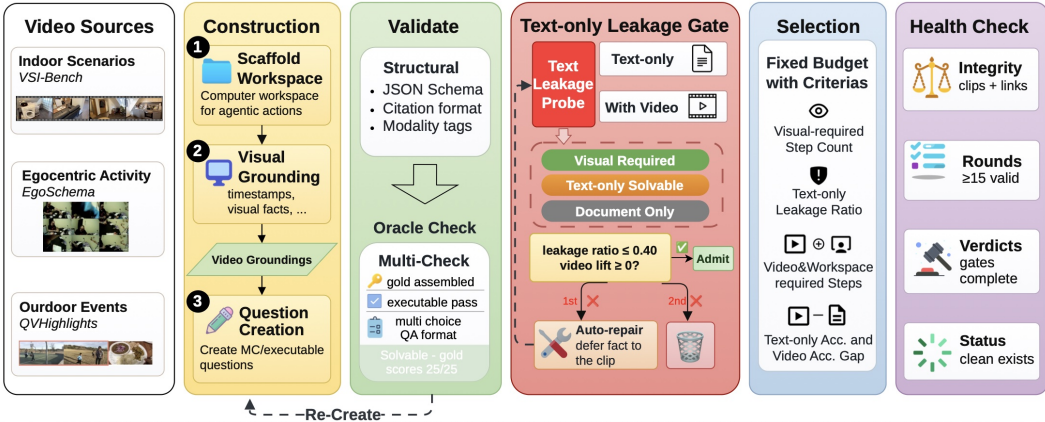 Video Sources
Indoor Scenarios
VSI-Bench
Egocentric Activity
EgoSchema
Ourdoor Events
QVHighlights
Construction
1
Scaffold
Workspace
Computer workspace
for agentic actions
2
Visual
Grounding
timestamps,
visual facts, ...
Video Groundings
3
Question
Creation
Create MC/executable
questions
Validate
Structural
• JSON Schema
• Citation format
• Modality tags
Oracle Check
Multi-Check
gold assembled
executable pass
multi choice
QA format
Solvable - gold
scores 25/25
Re-Create
Text-only Leakage Gate
Text
Leakage
Probe
Text-only
With Video
Visual Required
Text-only Solvable
Document Only
leakage ratio ≤ 0.40
video lift ≥ 0?
Admit
1st
2nd
Auto-repair
defer fact to
the clip
Selection
Fixed Budget
with Criterias
Visual-required
Step Count
Text-only
Leakage Ratio
Video&Workspace
required Steps
Text-only Acc. and
Video Acc. Gap
Health Check
Integrity
clips + links
Rounds
≥15 valid
Verdicts
gates
complete
Status
clean exists